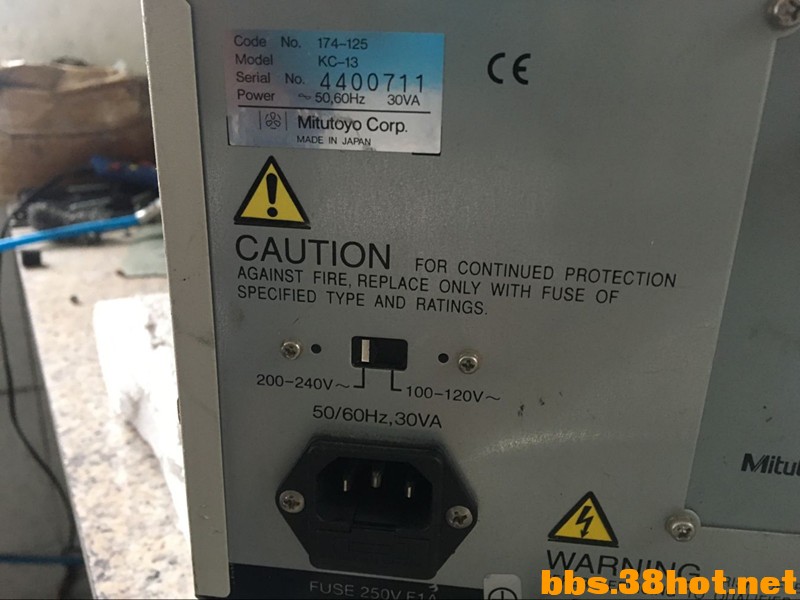 Code No. 174-125
Model KC-13
Serial No. 4400711
Power ~ 50,60Hz 30VA
Mitutoyo Corp.
MADE IN JAPAN
CE
CAUTION FOR CONTINUED PROTECTION
AGAINST FIRE, REPLACE ONLY WITH FUSE OF
SPECIFIED TYPE AND RATINGS.
200-240V~
100-120V~
50/60Hz,30VA
WARNING
FUSE 250V F1A
bbs.38hot.net